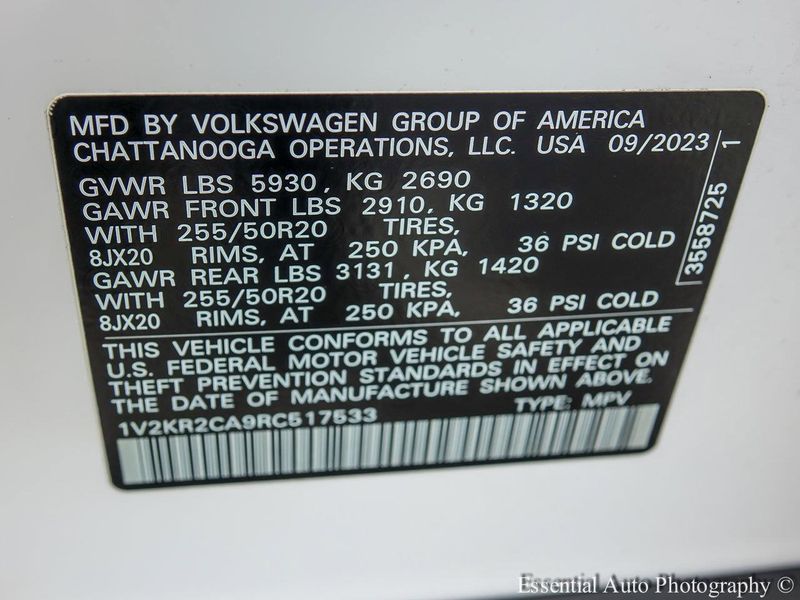 MFD BY VOLKSWAGEN GROUP OF AMERICA
CHATTANOOGA OPERATIONS, LLC. USA 09/2023
GVWR LBS 5930, KG 2690
GAWR FRONT LBS 2910, KG 1320
WITH 255/50R20 TIRES,
8JX20 RIMS, AT 250 KPA, 36 PSI COLD
GAWR REAR LBS 3131, KG 1420
WITH 255/50R20 TIRES,
8JX20 RIMS, AT 250 KPA, 36 PSI COLD
THIS VEHICLE CONFORMS TO ALL APPLICABLE
U.S. FEDERAL MOTOR VEHICLE SAFETY AND
THEFT PREVENTION STANDARDS IN EFFECT ON
THE DATE OF MANUFACTURE SHOWN ABOVE.
1V2KR2CA9RC517533 TYPE: MPV
3558725 1
Essential Auto Photography ©